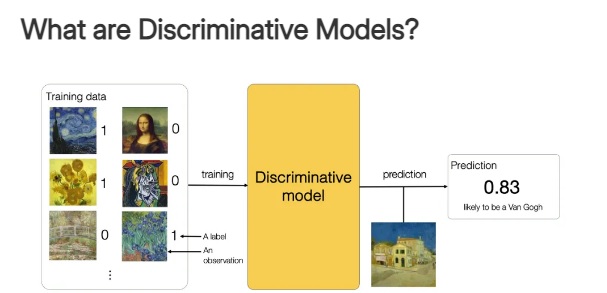 What are Discriminative Models?
Training data
1
0
1
0
0
1
A label
An
observation
⋮
training
Discriminative
model
prediction
Prediction
0.83
likely to be a Van Gogh